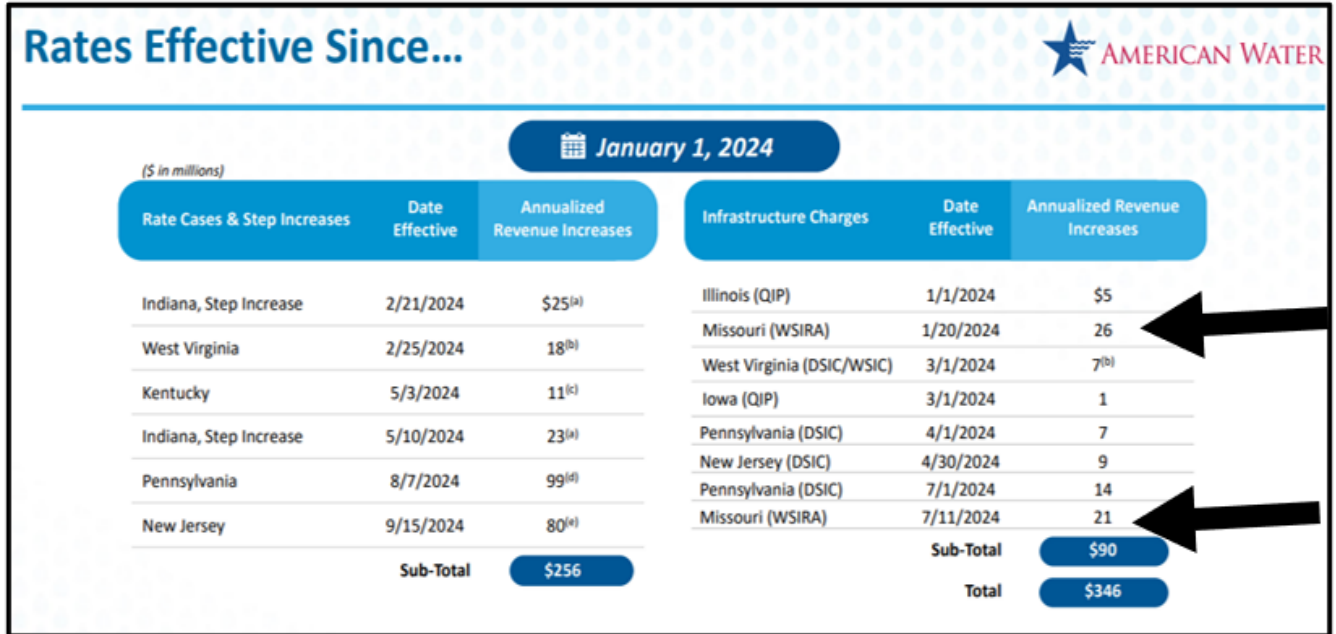 Rates Effective Since...
AMERICAN WATER
January 1, 2024
($ in millions)
Rate Cases & Step Increases Date Effective Annualized Revenue Increases
Indiana, Step Increase 2/21/2024 $25(a)
West Virginia 2/25/2024 18(b)
Kentucky 5/3/2024 11(c)
Indiana, Step Increase 5/10/2024 23(a)
Pennsylvania 8/7/2024 99(d)
New Jersey 9/15/2024 80(e)
Sub-Total $256
Infrastructure Charges Date Effective Annualized Revenue Increases
Illinois (QIP) 1/1/2024 $5
Missouri (WSIRA) 1/20/2024 26
West Virginia (DSIC/WSIC) 3/1/2024 7(b)
Iowa (QIP) 3/1/2024 1
Pennsylvania (DSIC) 4/1/2024 7
New Jersey (DSIC) 4/30/2024 9
Pennsylvania (DSIC) 7/1/2024 14
Missouri (WSIRA) 7/11/2024 21
Sub-Total $90
Total $346